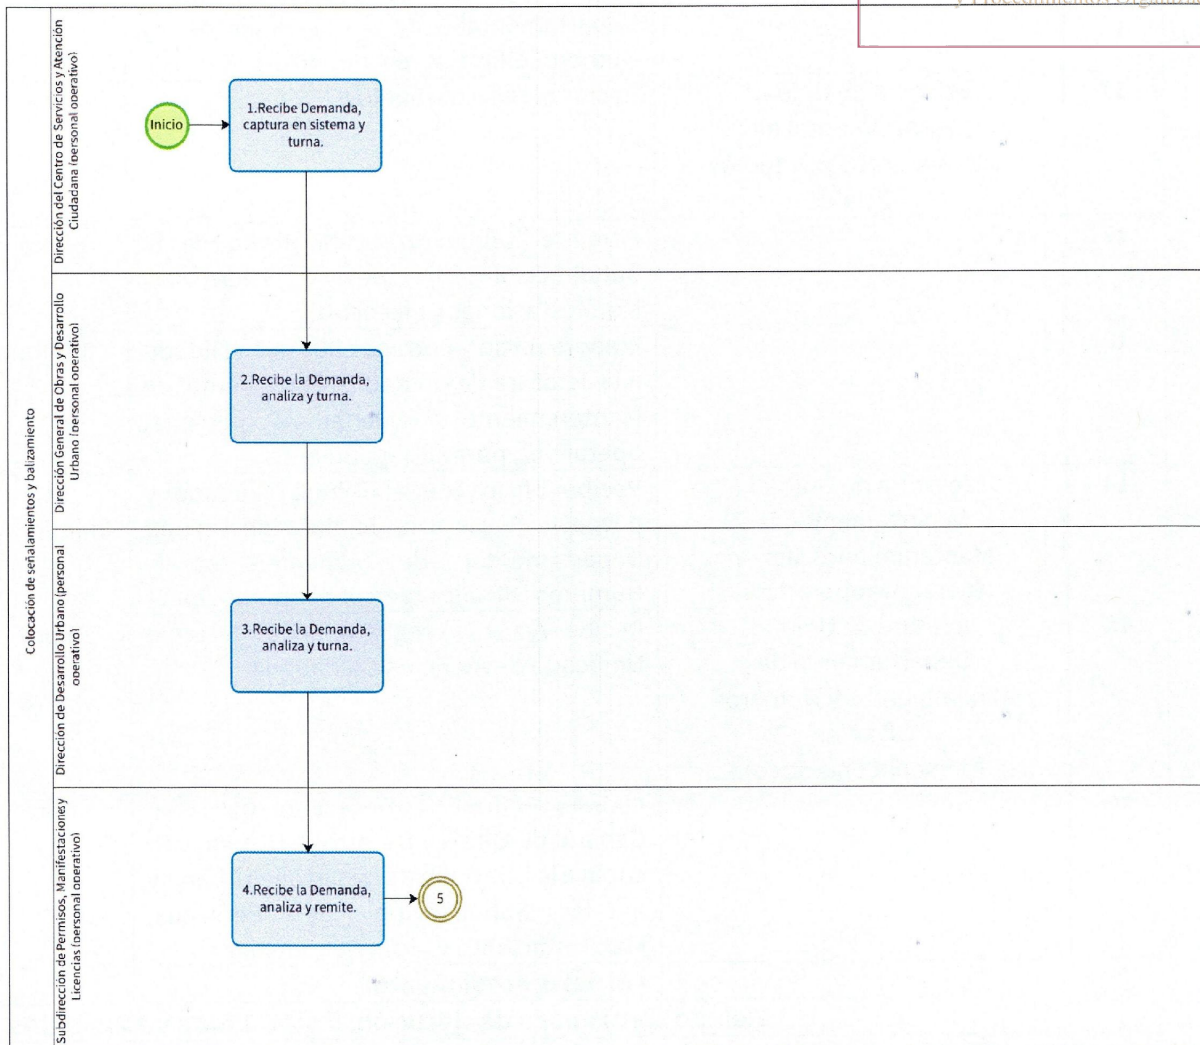 y Procedimientos Organizac
Colocación de señalamientos y balizamiento
Dirección del Centro de Servicios y Atención
Ciudadana (personal operativo)
Inicio
1.Recibe Demanda,
captura en sistema y
turna.
Dirección General de Obras y Desarrollo
Urbano (personal operativo)
2.Recibe la Demanda,
analiza y turna.
Dirección de Desarrollo Urbano (personal
operativo)
3.Recibe la Demanda,
analiza y turna.
Subdirección de Permisos, Manifestacionesy
Licencias (personal operativo)
4.Recibe la Demanda,
analiza y remite.
5